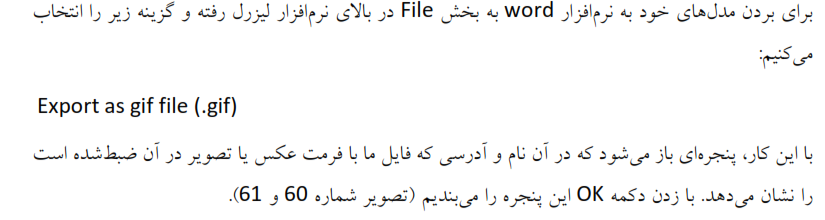 برای بردن مدل‌های خود به نرم‌افزار word به بخش File در بالای نرم‌افزار لیزرل رفته و گزینه زیر را انتخاب
می‌کنیم:
Export as gif file (.gif)
با این کار، پنجره‌ای باز می‌شود که در آن نام و آدرسی که فایل ما با فرمت عکس یا تصویر در آن ضبط‌شده است
را نشان می‌دهد. با زدن دکمه OK این پنجره را می‌بندیم (تصویر شماره 60 و 61).